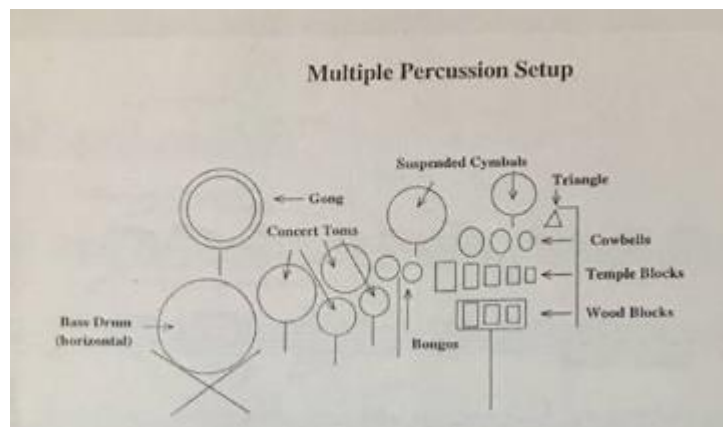 Multiple Percussion Setup
Suspended Cymbals
Triangle
Gong
Concert Toms
Cowbells
Temple Blocks
Wood Blocks
Bass Drum
(horizontal)
Bongos